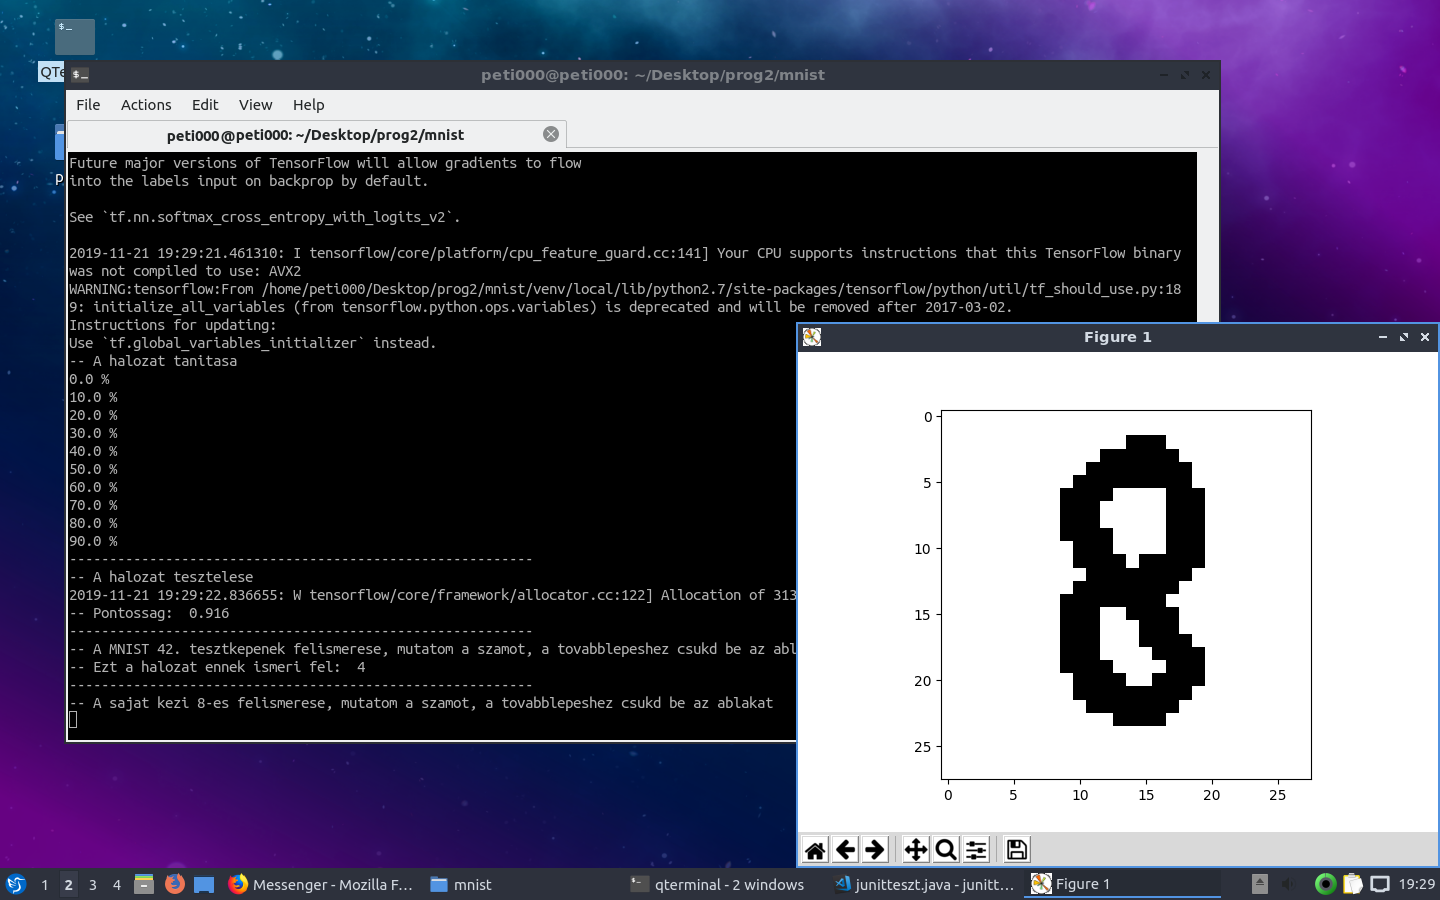 $_
QTe
P
peti000@peti000: ~/Desktop/prog2/mnist
File Actions Edit View Help
peti000@peti000: ~/Desktop/prog2/mnist
Future major versions of TensorFlow will allow gradients to flow
into the labels input on backprop by default.
See `tf.nn.softmax_cross_entropy_with_logits_v2`.
2019-11-21 19:29:21.461310: I tensorflow/core/platform/cpu_feature_guard.cc:141] Your CPU supports instructions that this TensorFlow binary
was not compiled to use: AVX2
WARNING:tensorflow:From /home/peti000/Desktop/prog2/mnist/venv/local/lib/python2.7/site-packages/tensorflow/python/util/tf_should_use.py:18
9: initialize_all_variables (from tensorflow.python.ops.variables) is deprecated and will be removed after 2017-03-02.
Instructions for updating:
Use `tf.global_variables_initializer` instead.
-- A halozat tanitasa
0.0 %
10.0 %
20.0 %
30.0 %
40.0 %
50.0 %
60.0 %
70.0 %
80.0 %
90.0 %
----------------------------------------------------------
-- A halozat tesztelese
2019-11-21 19:29:22.836655: W tensorflow/core/framework/allocator.cc:122] Allocation of 313
-- Pontossag:  0.916
----------------------------------------------------------
-- A MNIST 42. tesztkepenek felismerese, mutatom a szamot, a tovabblepeshez csukd be az abl
-- Ezt a halozat ennek ismeri fel:  4
----------------------------------------------------------
-- A sajat kezi 8-es felismerese, mutatom a szamot, a tovabblepeshez csukd be az ablakat
Figure 1
0
5
10
15
20
25
0 5 10 15 20 25
8
1 2 3 4 Messenger - Mozilla F... mnist qterminal - 2 windows junitteszt.java - junitt... Figure 1 19:29